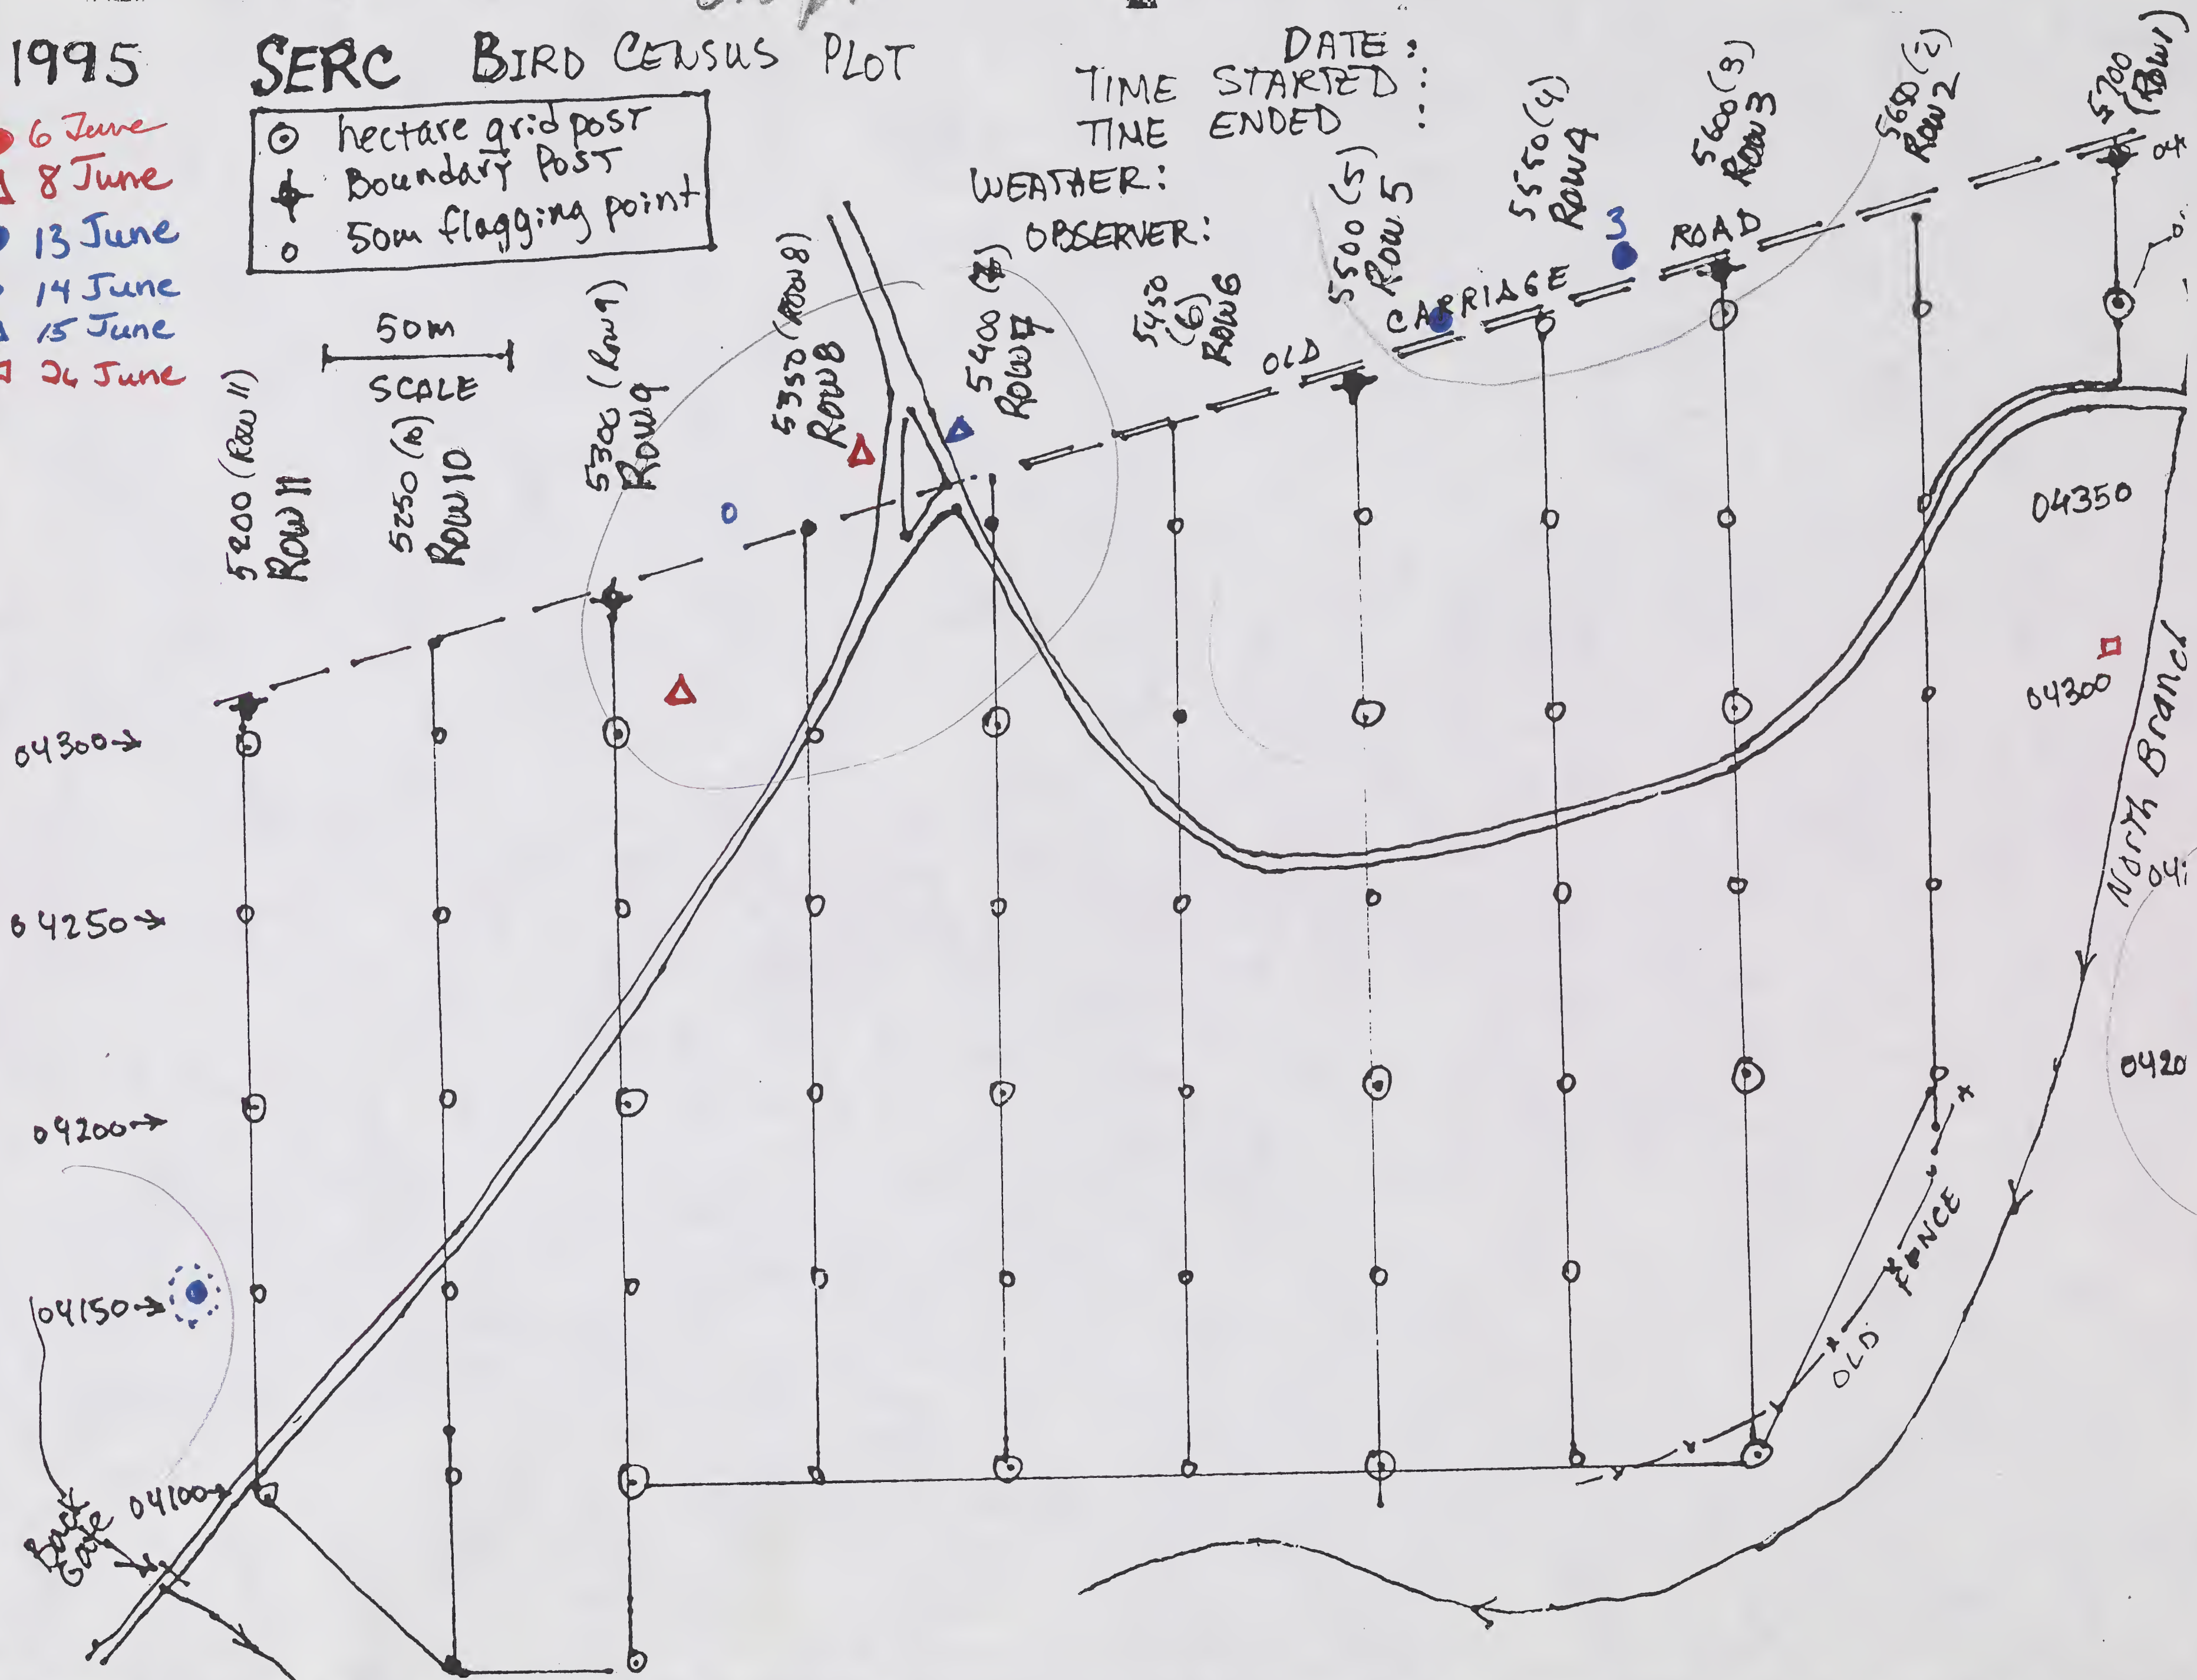 1995 SERC BIRD CENSUS PLOT
DATE:
TIME STARTED:
TIME ENDED:
WEATHER:
OBSERVER:
6 June
8 June
13 June
14 June
15 June
26 June
hectare grid post
Boundary Post
50m flagging point
50m
SCALE
5200 (Row 11)
Row 11
5250 (10)
Row 10
5300 (Row 9)
Row 9
5350 (Row 8)
Row 8
5400
Row 7
5450
(6)
Row 6
5500 (5)
Row 5
5550 (4)
Row 4
5600 (3)
Row 3
5650 (2)
Row 2
5700
(Row 1)
3
OLD CARRIAGE ROAD
04350
04300
North Branch
0420
04300→
04250→
04200→
04150→
04100→
Back
Gate
OLD FENCE